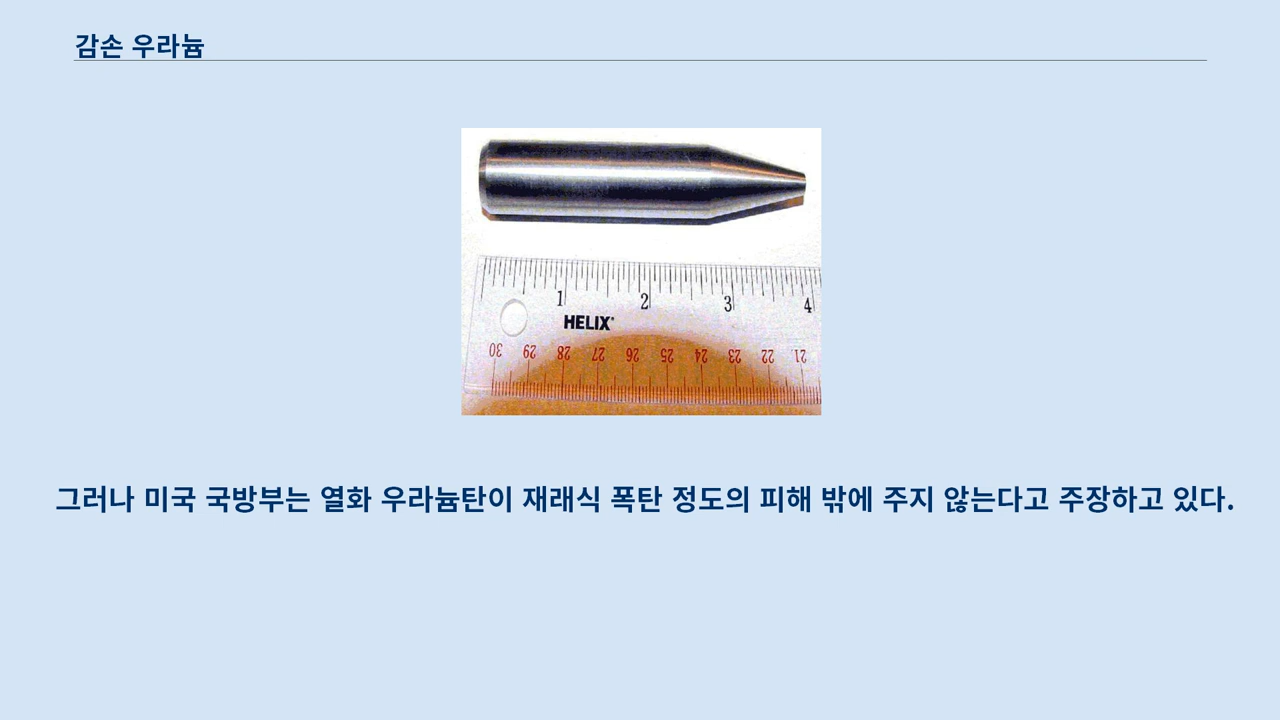 감손 우라늄
1 2 3 4
HELIX
30 29 28 27 26 25 24 23 22 21
그러나 미국 국방부는 열화 우라늄탄이 재래식 폭탄 정도의 피해 밖에 주지 않는다고 주장하고 있다.